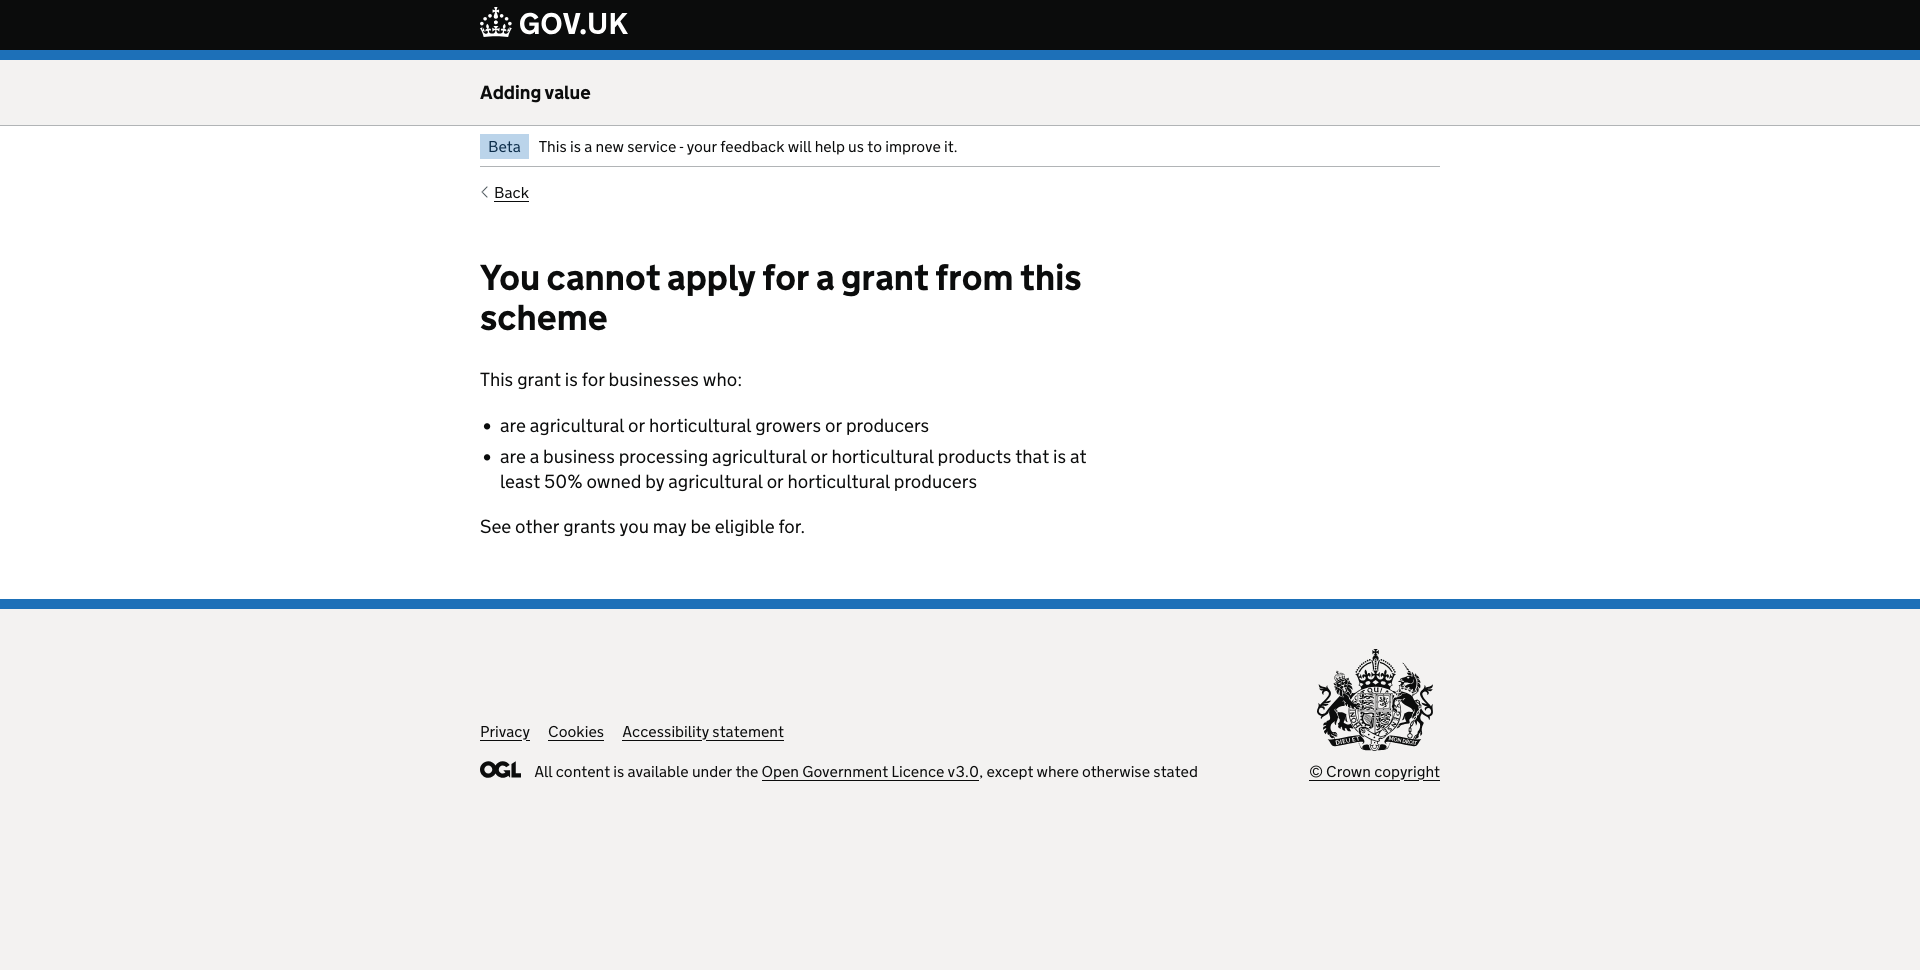 GOV.UK
Adding value
Beta This is a new service - your feedback will help us to improve it.
Back
You cannot apply for a grant from this
scheme
This grant is for businesses who:
• are agricultural or horticultural growers or producers
• are a business processing agricultural or horticultural products that is at
least 50% owned by agricultural or horticultural producers
See other grants you may be eligible for.
Privacy Cookies Accessibility statement
OGL All content is available under the Open Government Licence v3.0, except where otherwise stated
© Crown copyright